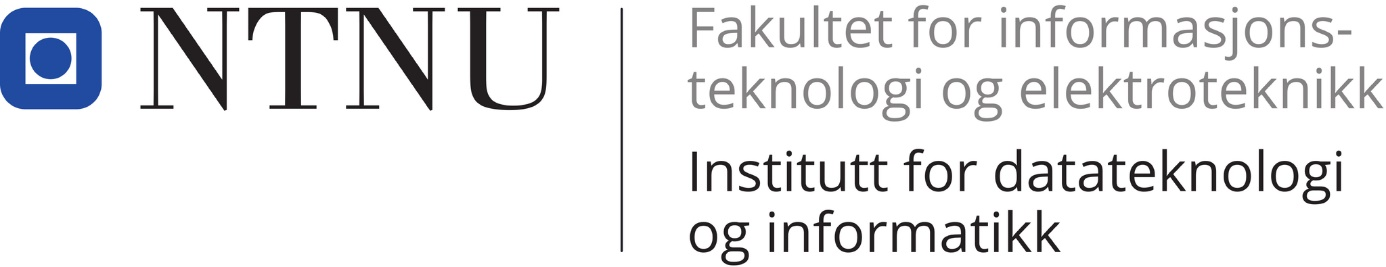 NTNU
Fakultet for informasjons-
teknologi og elektroteknikk
Institutt for datateknologi
og informatikk